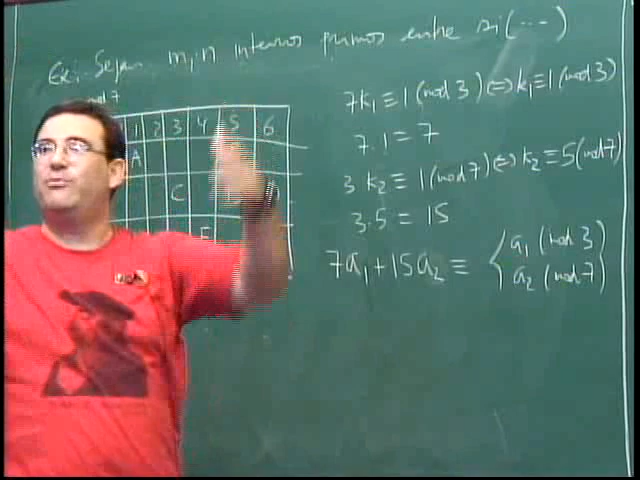 Ex: Sejam m, n inteiros primos entre si (...)
mod 7
1 2 3 4 5 6
A
C
E
7k₁ ≡ 1 (mod 3) ⇔ k₁ ≡ 1 (mod 3)
7.1 = 7
3 k₂ ≡ 1 (mod 7) ⇔ k₂ ≡ 5 (mod 7)
3.5 = 15
7a₁ + 15a₂ ≡ { a₁ (mod 3)
a₂ (mod 7) }